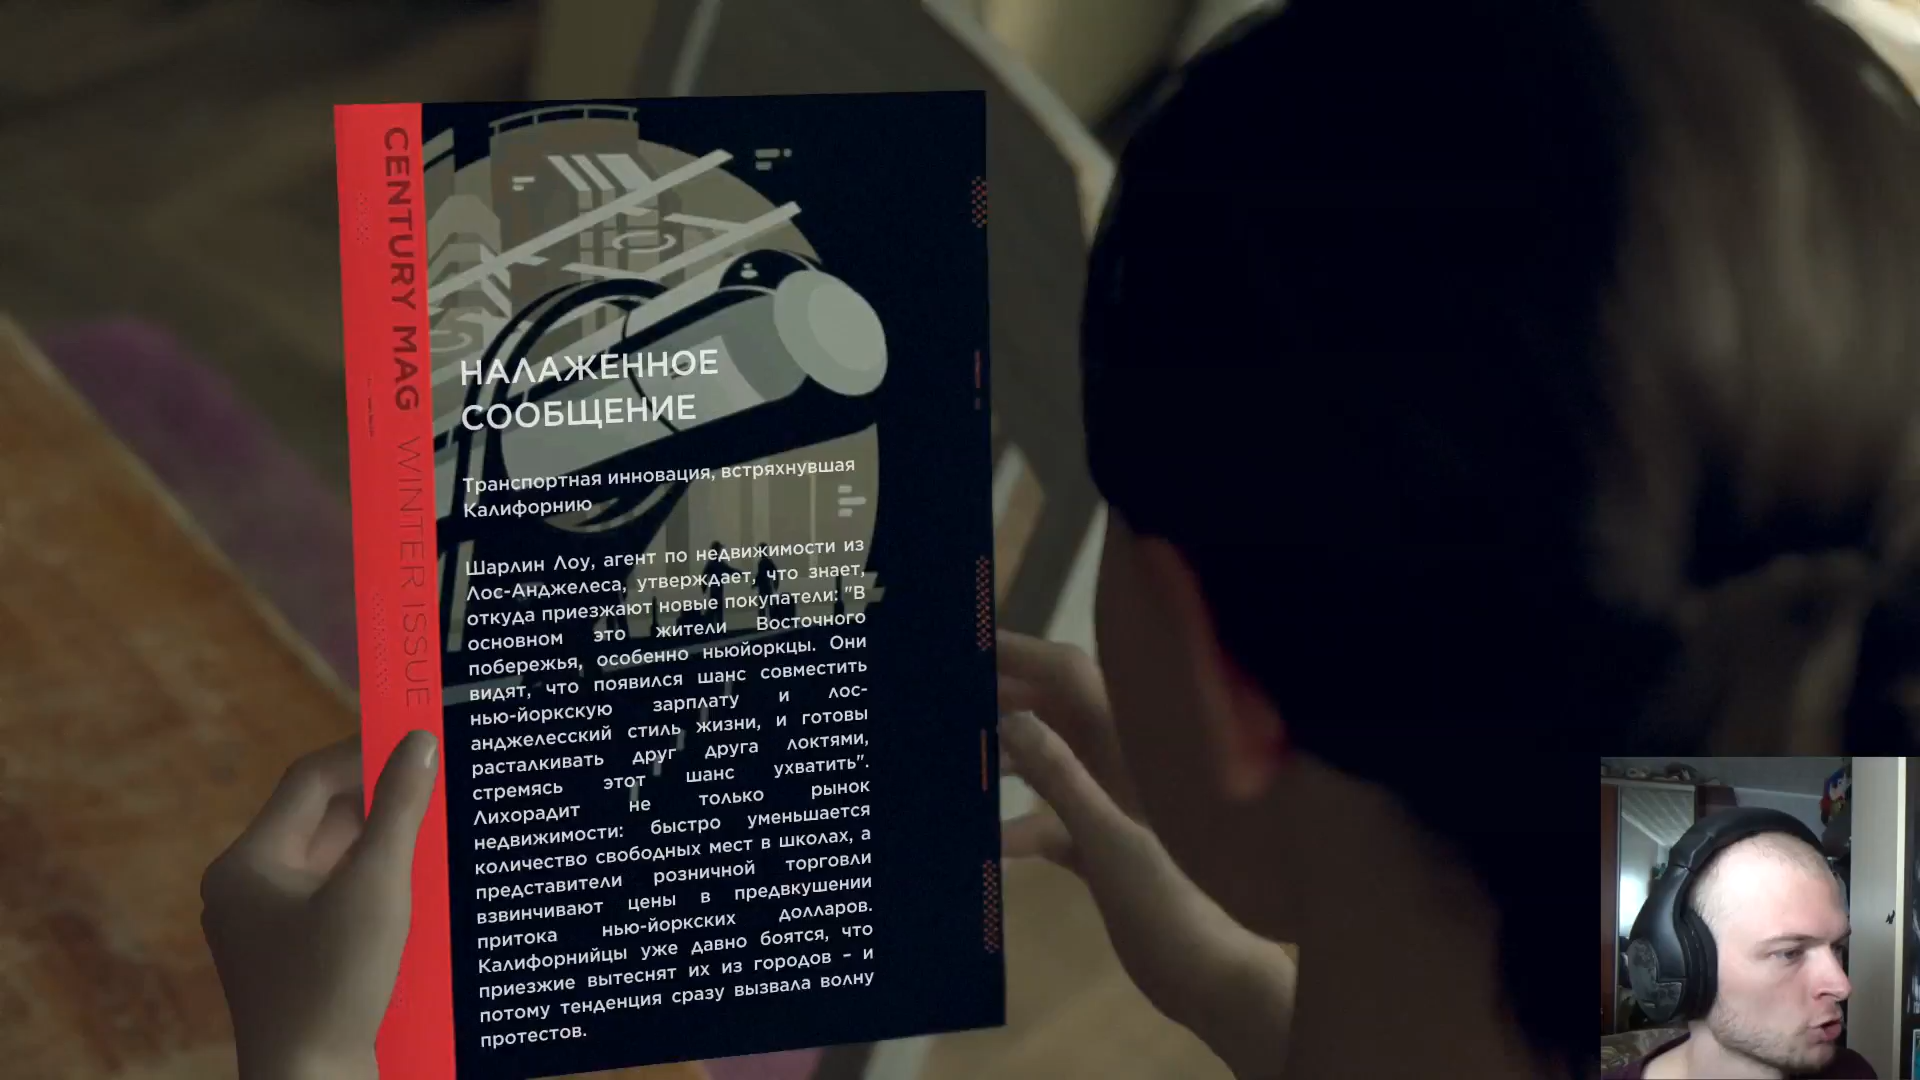 CENTURY MAG WINTER ISSUE
НАЛАЖЕННОЕ
СООБЩЕНИЕ
Транспортная инновация, встряхнувшая
Калифорнию
Шарлин Лоу, агент по недвижимости из
Лос-Анджелеса, утверждает, что знает,
откуда приезжают новые покупатели: "В
основном это жители Восточного
побережья, особенно ньюйоркцы. Они
видят, что появился шанс совместить
нью-йоркскую зарплату и лос-
анджелесский стиль жизни, и готовы
расталкивать друг друга локтями,
стремясь этот шанс ухватить".
Лихорадит не только рынок
недвижимости: быстро уменьшается
количество свободных мест в школах, а
представители розничной торговли
взвинчивают цены в предвкушении
притока нью-йоркских долларов.
Калифорнийцы уже давно боятся, что
приезжие вытеснят их из городов – и
потому тенденция сразу вызвала волну
протестов.